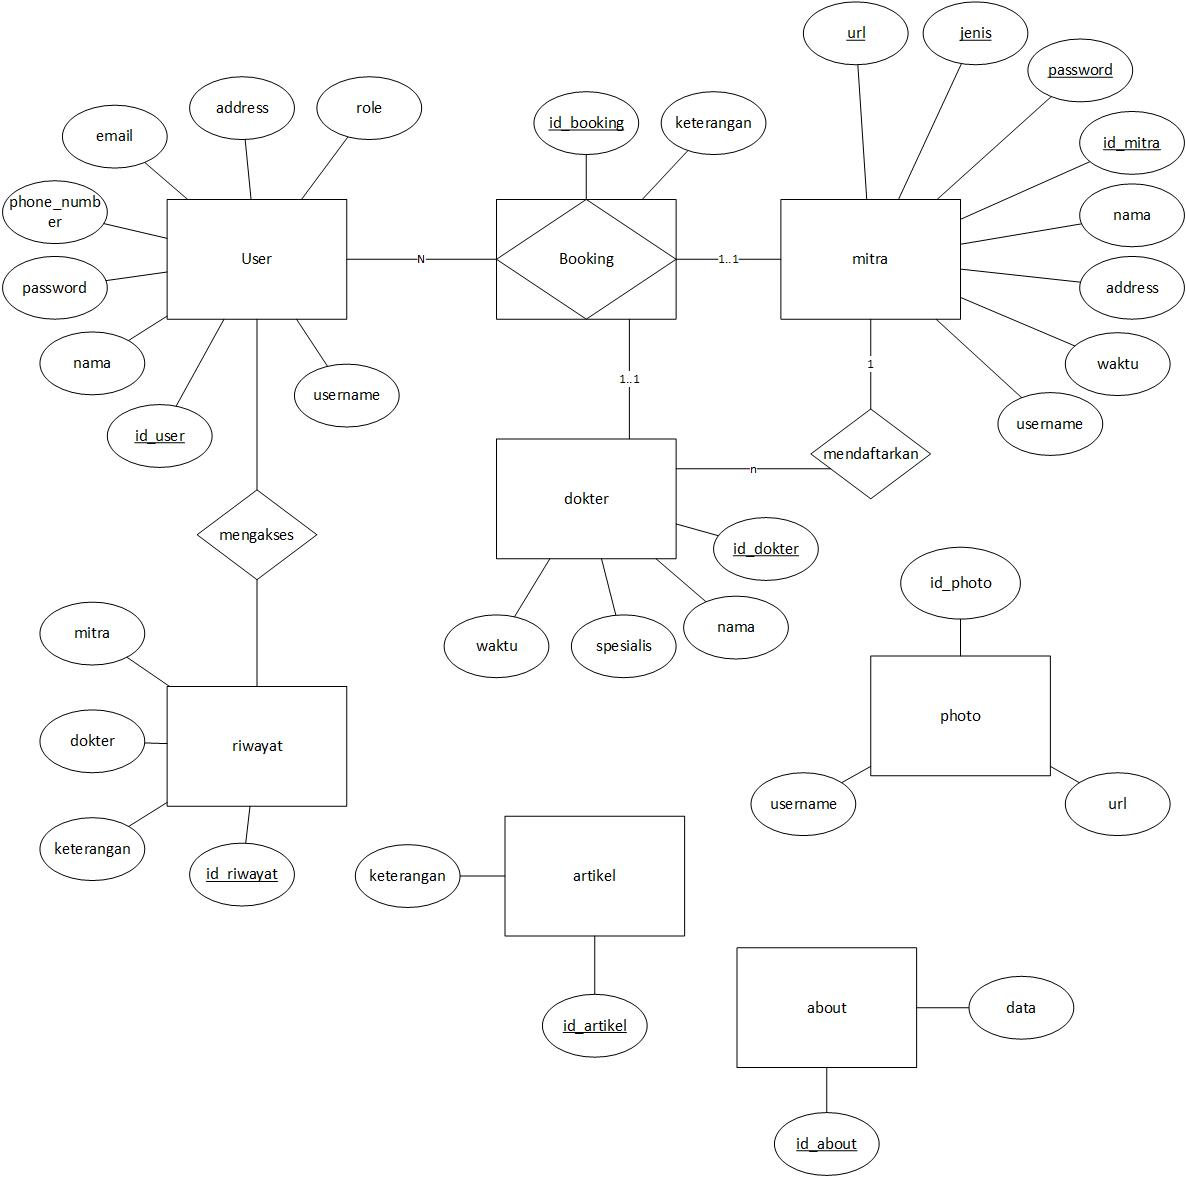 url
jenis
password
address
role
id_booking
keterangan
email
id_mitra
phone_numb
er
nama
User
N
Booking
1..1
mitra
password
address
nama
1..1
1
waktu
username
username
id_user
mendaftarkan
n
dokter
mengakses
id_dokter
id_photo
mitra
waktu
spesialis
nama
photo
dokter
riwayat
username
url
keterangan
id_riwayat
keterangan
artikel
about
data
id_artikel
id_about